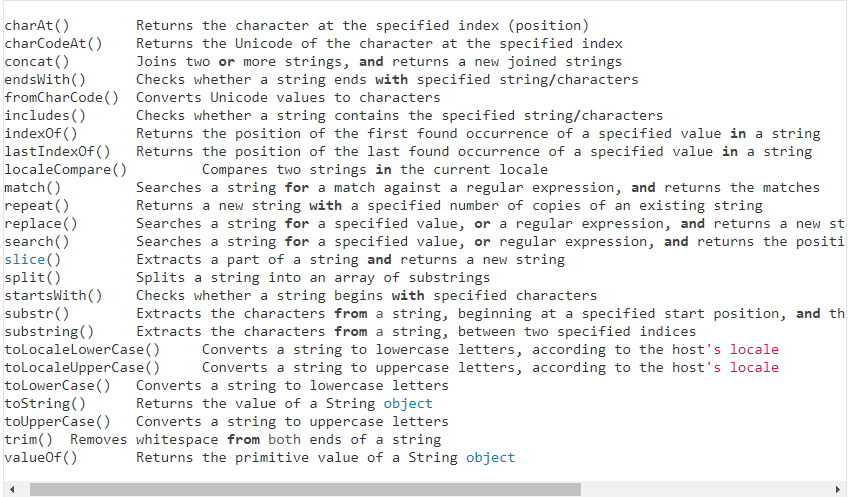 charAt() Returns the character at the specified index (position)
charCodeAt() Returns the Unicode of the character at the specified index
concat() Joins two or more strings, and returns a new joined strings
endsWith() Checks whether a string ends with specified string/characters
fromCharCode() Converts Unicode values to characters
includes() Checks whether a string contains the specified string/characters
indexOf() Returns the position of the first found occurrence of a specified value in a string
lastIndexOf() Returns the position of the last found occurrence of a specified value in a string
localeCompare() Compares two strings in the current locale
match() Searches a string for a match against a regular expression, and returns the matches
repeat() Returns a new string with a specified number of copies of an existing string
replace() Searches a string for a specified value, or a regular expression, and returns a new st
search() Searches a string for a specified value, or regular expression, and returns the positi
slice() Extracts a part of a string and returns a new string
split() Splits a string into an array of substrings
startsWith() Checks whether a string begins with specified characters
substr() Extracts the characters from a string, beginning at a specified start position, and th
substring() Extracts the characters from a string, between two specified indices
toLocaleLowerCase() Converts a string to lowercase letters, according to the host's locale
toLocaleUpperCase() Converts a string to uppercase letters, according to the host's locale
toLowerCase() Converts a string to lowercase letters
toString() Returns the value of a String object
toUpperCase() Converts a string to uppercase letters
trim() Removes whitespace from both ends of a string
valueOf() Returns the primitive value of a String object